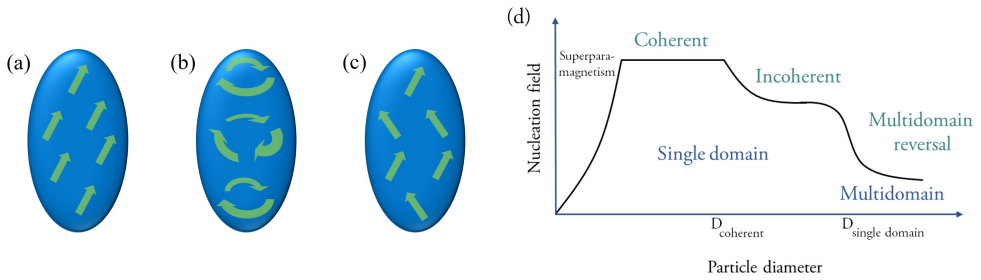 (a)
(b)
(c)
(d)
Nucleation field
Superpara-
magnetism
Coherent
Incoherent
Multidomain
reversal
Single domain
Multidomain
D coherent
D single domain
Particle diameter